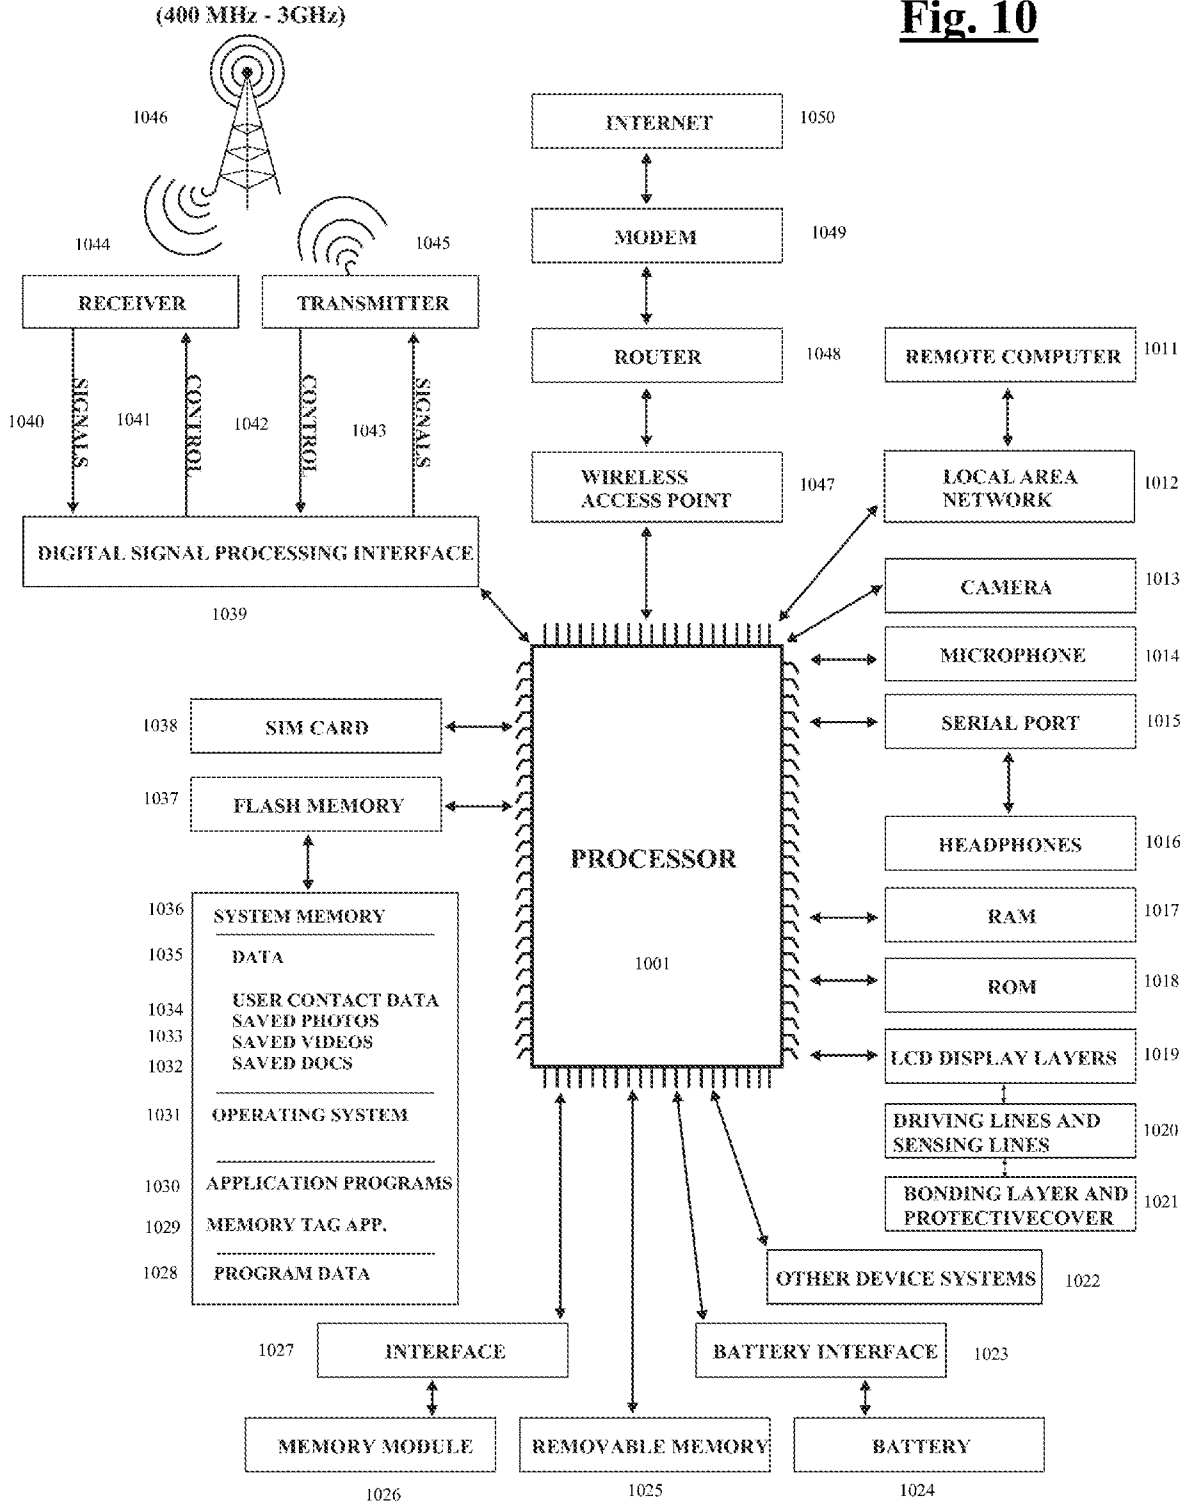 (400 MHz - 3GHz)
Fig. 10
1046
INTERNET
1050
1044
1045
MODEM
1049
RECEIVER
TRANSMITTER
ROUTER
1048
REMOTE COMPUTER
1011
1040
SIGNALS
1041
CONTROL
1042
CONTROL
1043
SIGNALS
WIRELESS
ACCESS POINT
1047
LOCAL AREA
NETWORK
1012
DIGITAL SIGNAL PROCESSING INTERFACE
1039
CAMERA
1013
MICROPHONE
1014
1038
SIM CARD
SERIAL PORT
1015
1037
FLASH MEMORY
HEADPHONES
1016
PROCESSOR
1001
1036
SYSTEM MEMORY
RAM
1017
1035
DATA
ROM
1018
1034
USER CONTACT DATA
SAVED PHOTOS
1033
SAVED VIDEOS
1032
SAVED DOCS
LCD DISPLAY LAYERS
1019
1031
OPERATING SYSTEM
DRIVING LINES AND
SENSING LINES
1020
1030
APPLICATION PROGRAMS
BONDING LAYER AND
PROTECTIVECOVER
1021
1029
MEMORY TAG APP.
1028
PROGRAM DATA
OTHER DEVICE SYSTEMS
1022
1027
INTERFACE
BATTERY INTERFACE
1023
MEMORY MODULE
REMOVABLE MEMORY
BATTERY
1026
1025
1024